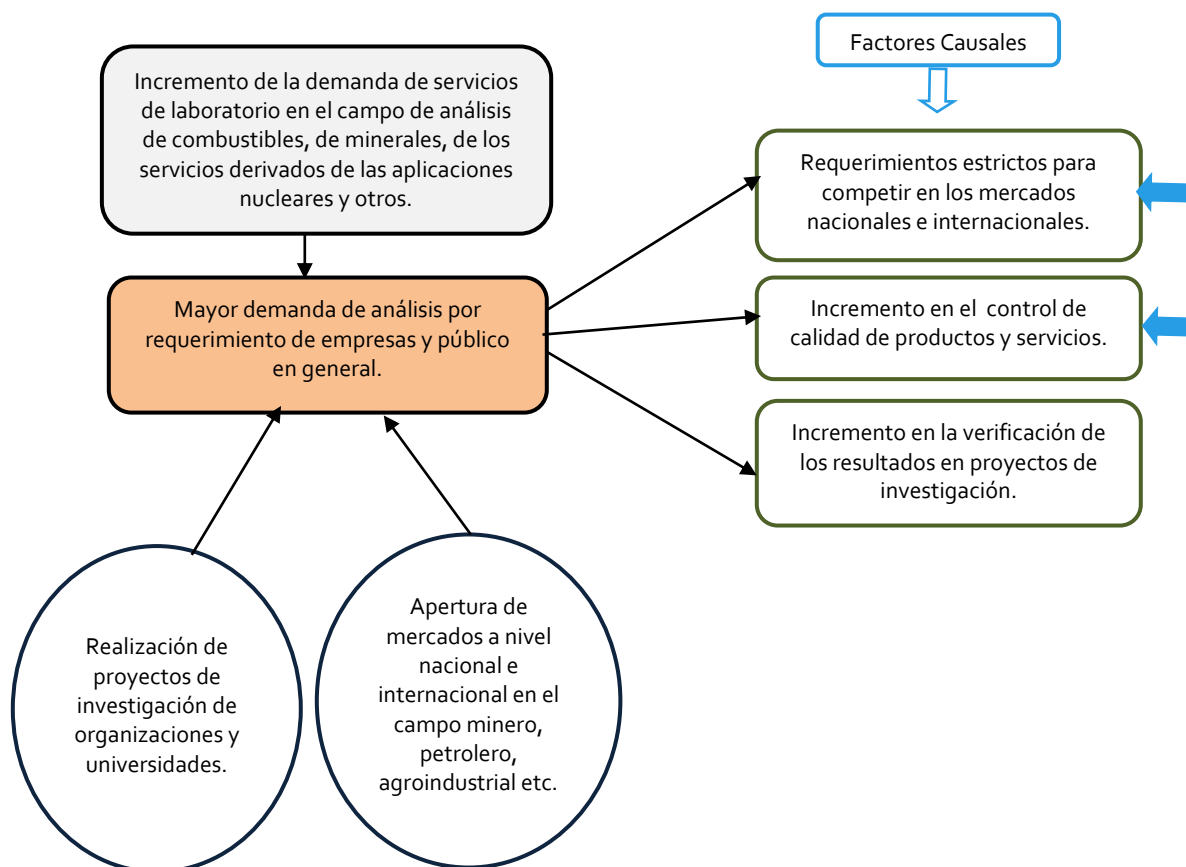 Factores Causales
Incremento de la demanda de servicios
de laboratorio en el campo de análisis
de combustibles, de minerales, de los
servicios derivados de las aplicaciones
nucleares y otros.
Mayor demanda de análisis por
requerimiento de empresas y público
en general.
Requerimientos estrictos para
competir en los mercados
nacionales e internacionales.
Incremento en el  control de
calidad de productos y servicios.
Incremento en la verificación de
los resultados en proyectos de
investigación.
Realización de
proyectos de
investigación de
organizaciones y
universidades.
Apertura de
mercados a nivel
nacional e
internacional en el
campo minero,
petrolero,
agroindustrial etc.